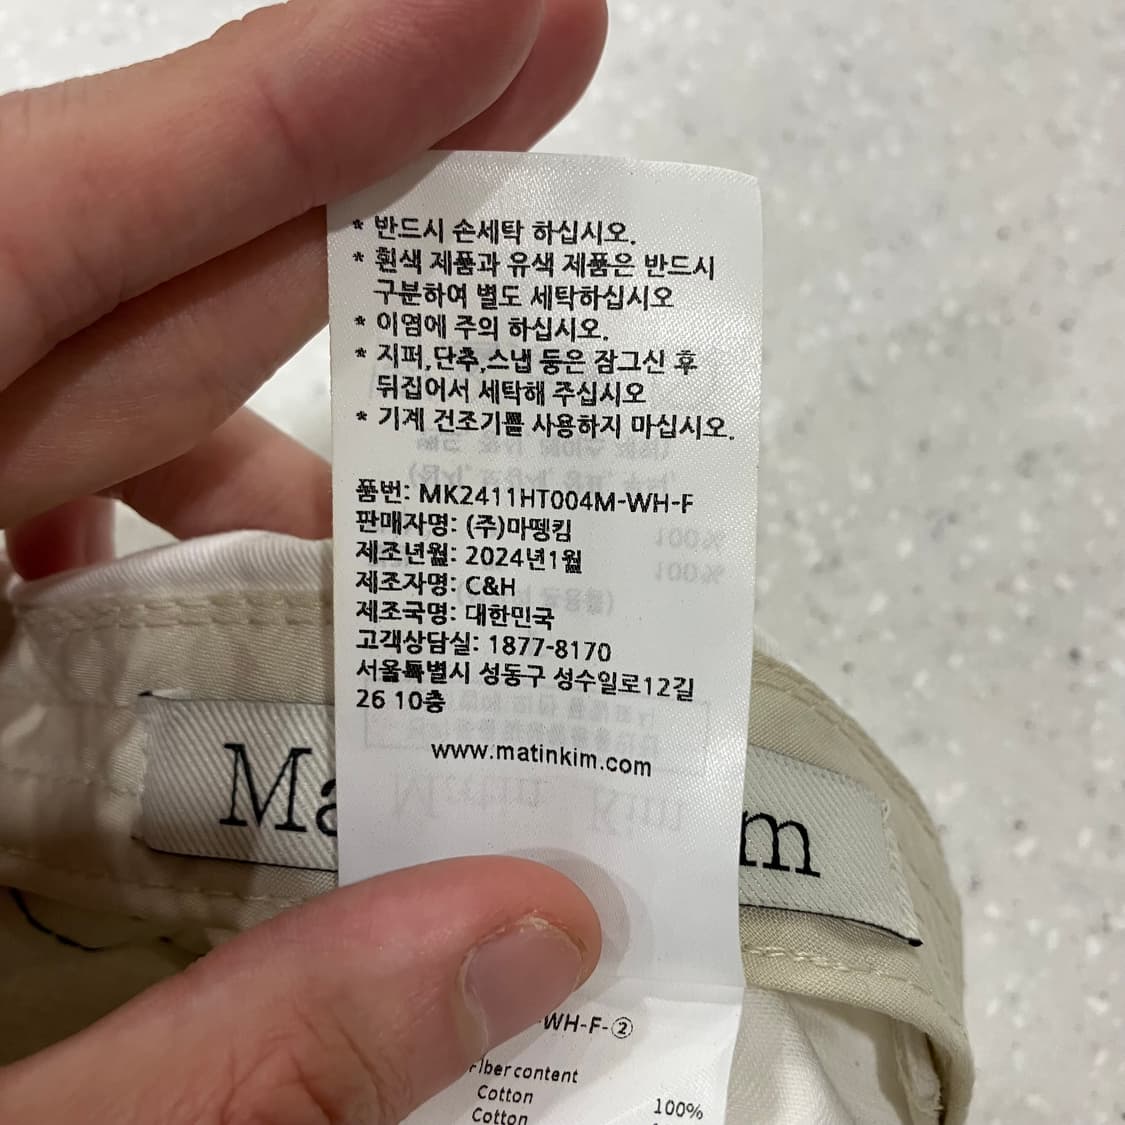 * 반드시 손세탁 하십시오.
* 흰색 제품과 유색 제품은 반드시
구분하여 별도 세탁하십시오
* 이염에 주의 하십시오.
* 지퍼,단추,스냅 등은 잠그신 후
뒤집어서 세탁해 주십시오
* 기계 건조기를 사용하지 마십시오.
품번: MK2411HT004M-WH-F
판매자명: (주)마뗑킴
제조년월: 2024년1월
제조자명: C&H
제조국명: 대한민국
고객상담실: 1877-8170
서울특별시 성동구 성수일로12길
26 10층
www.matinkim.com
-WH-F-②
Fiber content
Cotton 100%
Cotton